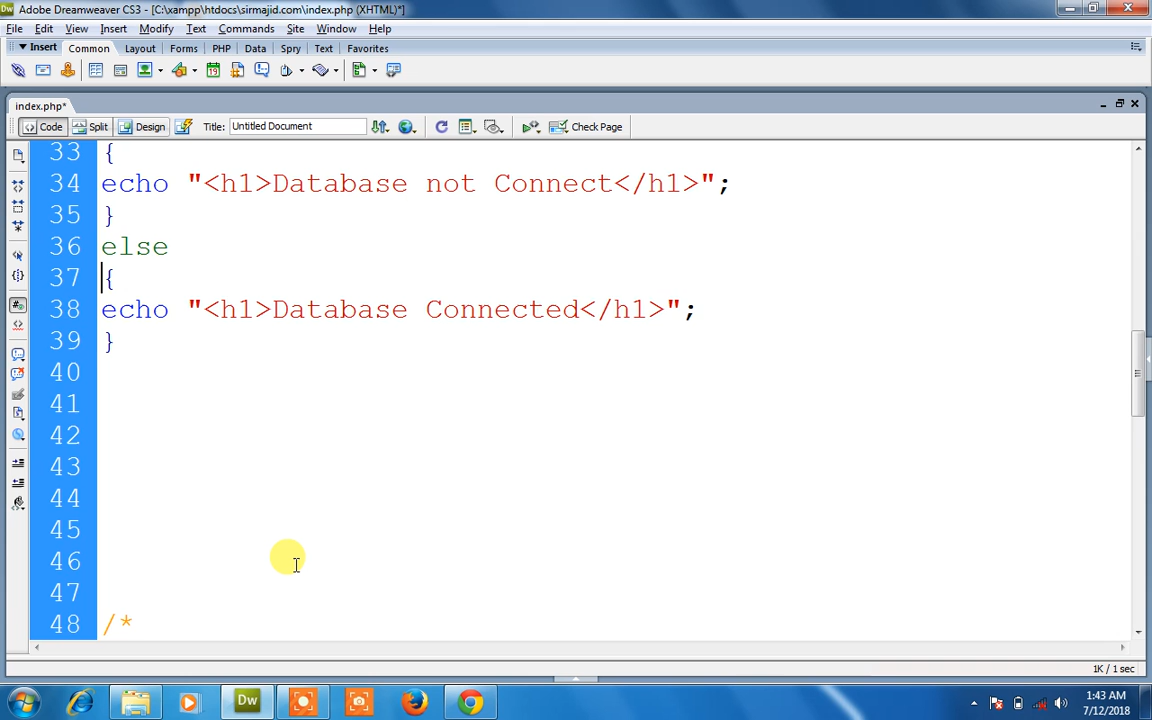 Dw Adobe Dreamweaver CS3 - [C:\xampp\htdocs\sirmajid.com\index.php (XHTML)*]
File Edit View Insert Modify Text Commands Site Window Help
▼ Insert Common Layout Forms PHP Data Spry Text Favorites
index.php*
Code Split Design Title: Untitled Document Check Page
33 {
34 echo "<h1>Database not Connect</h1>";
35 }
36 else
37 {
38 echo "<h1>Database Connected</h1>";
39 }
40
41
42
43
44
45
46
47
48 /*
1K / 1 sec
Dw
1:43 AM
7/12/2018